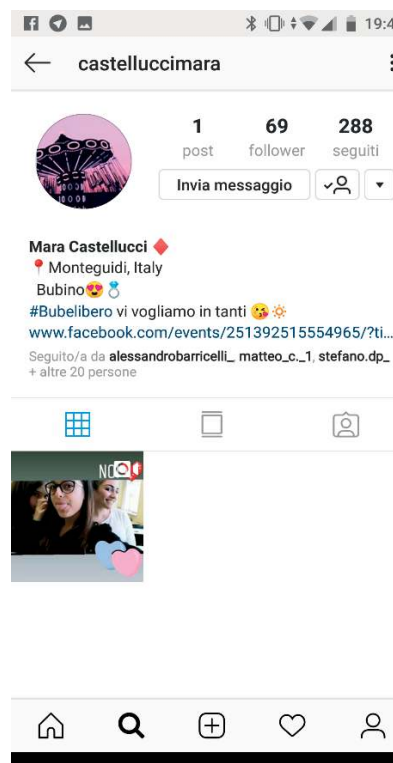 19:4
castelluccimara
1 69 288
post follower seguiti
Invia messaggio
Mara Castellucci
Monteguidi, Italy
Bubino
#Bubelibero vi vogliamo in tanti
www.facebook.com/events/251392515554965/?ti...
Seguito/a da alessandrobarricelli_, matteo_c._1, stefano.dp_
+ altre 20 persone